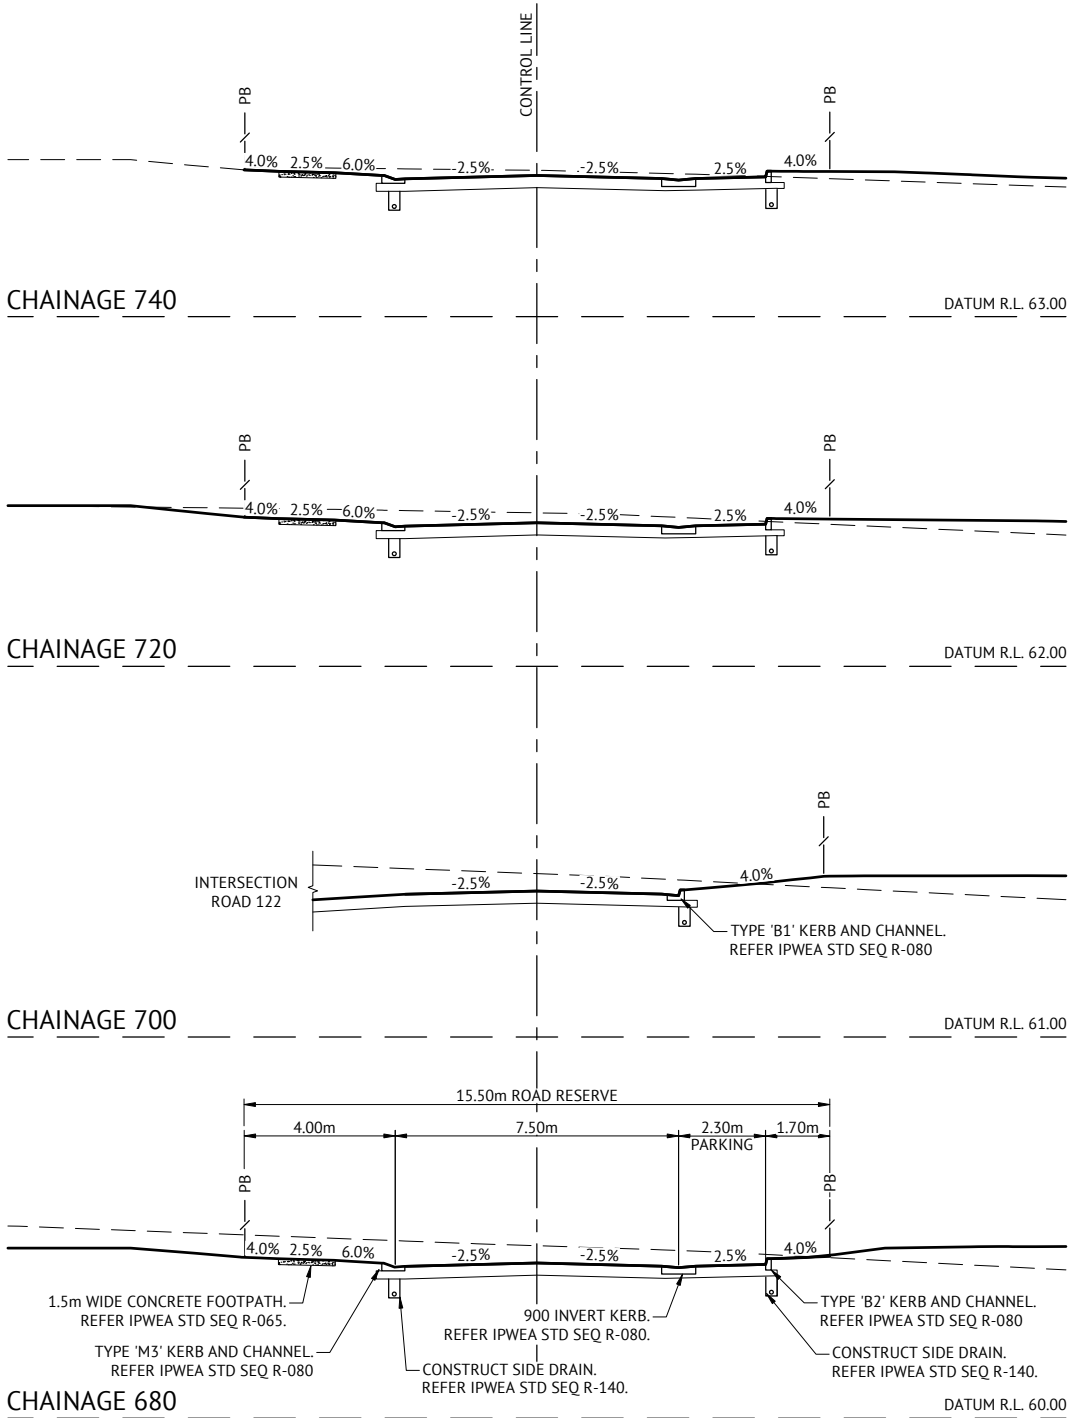 CONTROL LINE
PB
PB
4.0% 2.5% 6.0% -2.5% -2.5% 2.5% 4.0%
CHAINAGE 740
DATUM R.L. 63.00
PB
PB
4.0% 2.5% 6.0% -2.5% -2.5% 2.5% 4.0%
CHAINAGE 720
DATUM R.L. 62.00
PB
INTERSECTION
ROAD 122
-2.5% -2.5% 4.0%
TYPE 'B1' KERB AND CHANNEL.
REFER IPWEA STD SEQ R-080
CHAINAGE 700
DATUM R.L. 61.00
15.50m ROAD RESERVE
4.00m 7.50m 2.30m 1.70m
PARKING
PB
PB
4.0% 2.5% 6.0% -2.5% -2.5% 2.5% 4.0%
1.5m WIDE CONCRETE FOOTPATH.
REFER IPWEA STD SEQ R-065.
TYPE 'M3' KERB AND CHANNEL.
REFER IPWEA STD SEQ R-080
CONSTRUCT SIDE DRAIN.
REFER IPWEA STD SEQ R-140.
900 INVERT KERB.
REFER IPWEA STD SEQ R-080.
TYPE 'B2' KERB AND CHANNEL.
REFER IPWEA STD SEQ R-080
CONSTRUCT SIDE DRAIN.
REFER IPWEA STD SEQ R-140.
CHAINAGE 680
DATUM R.L. 60.00